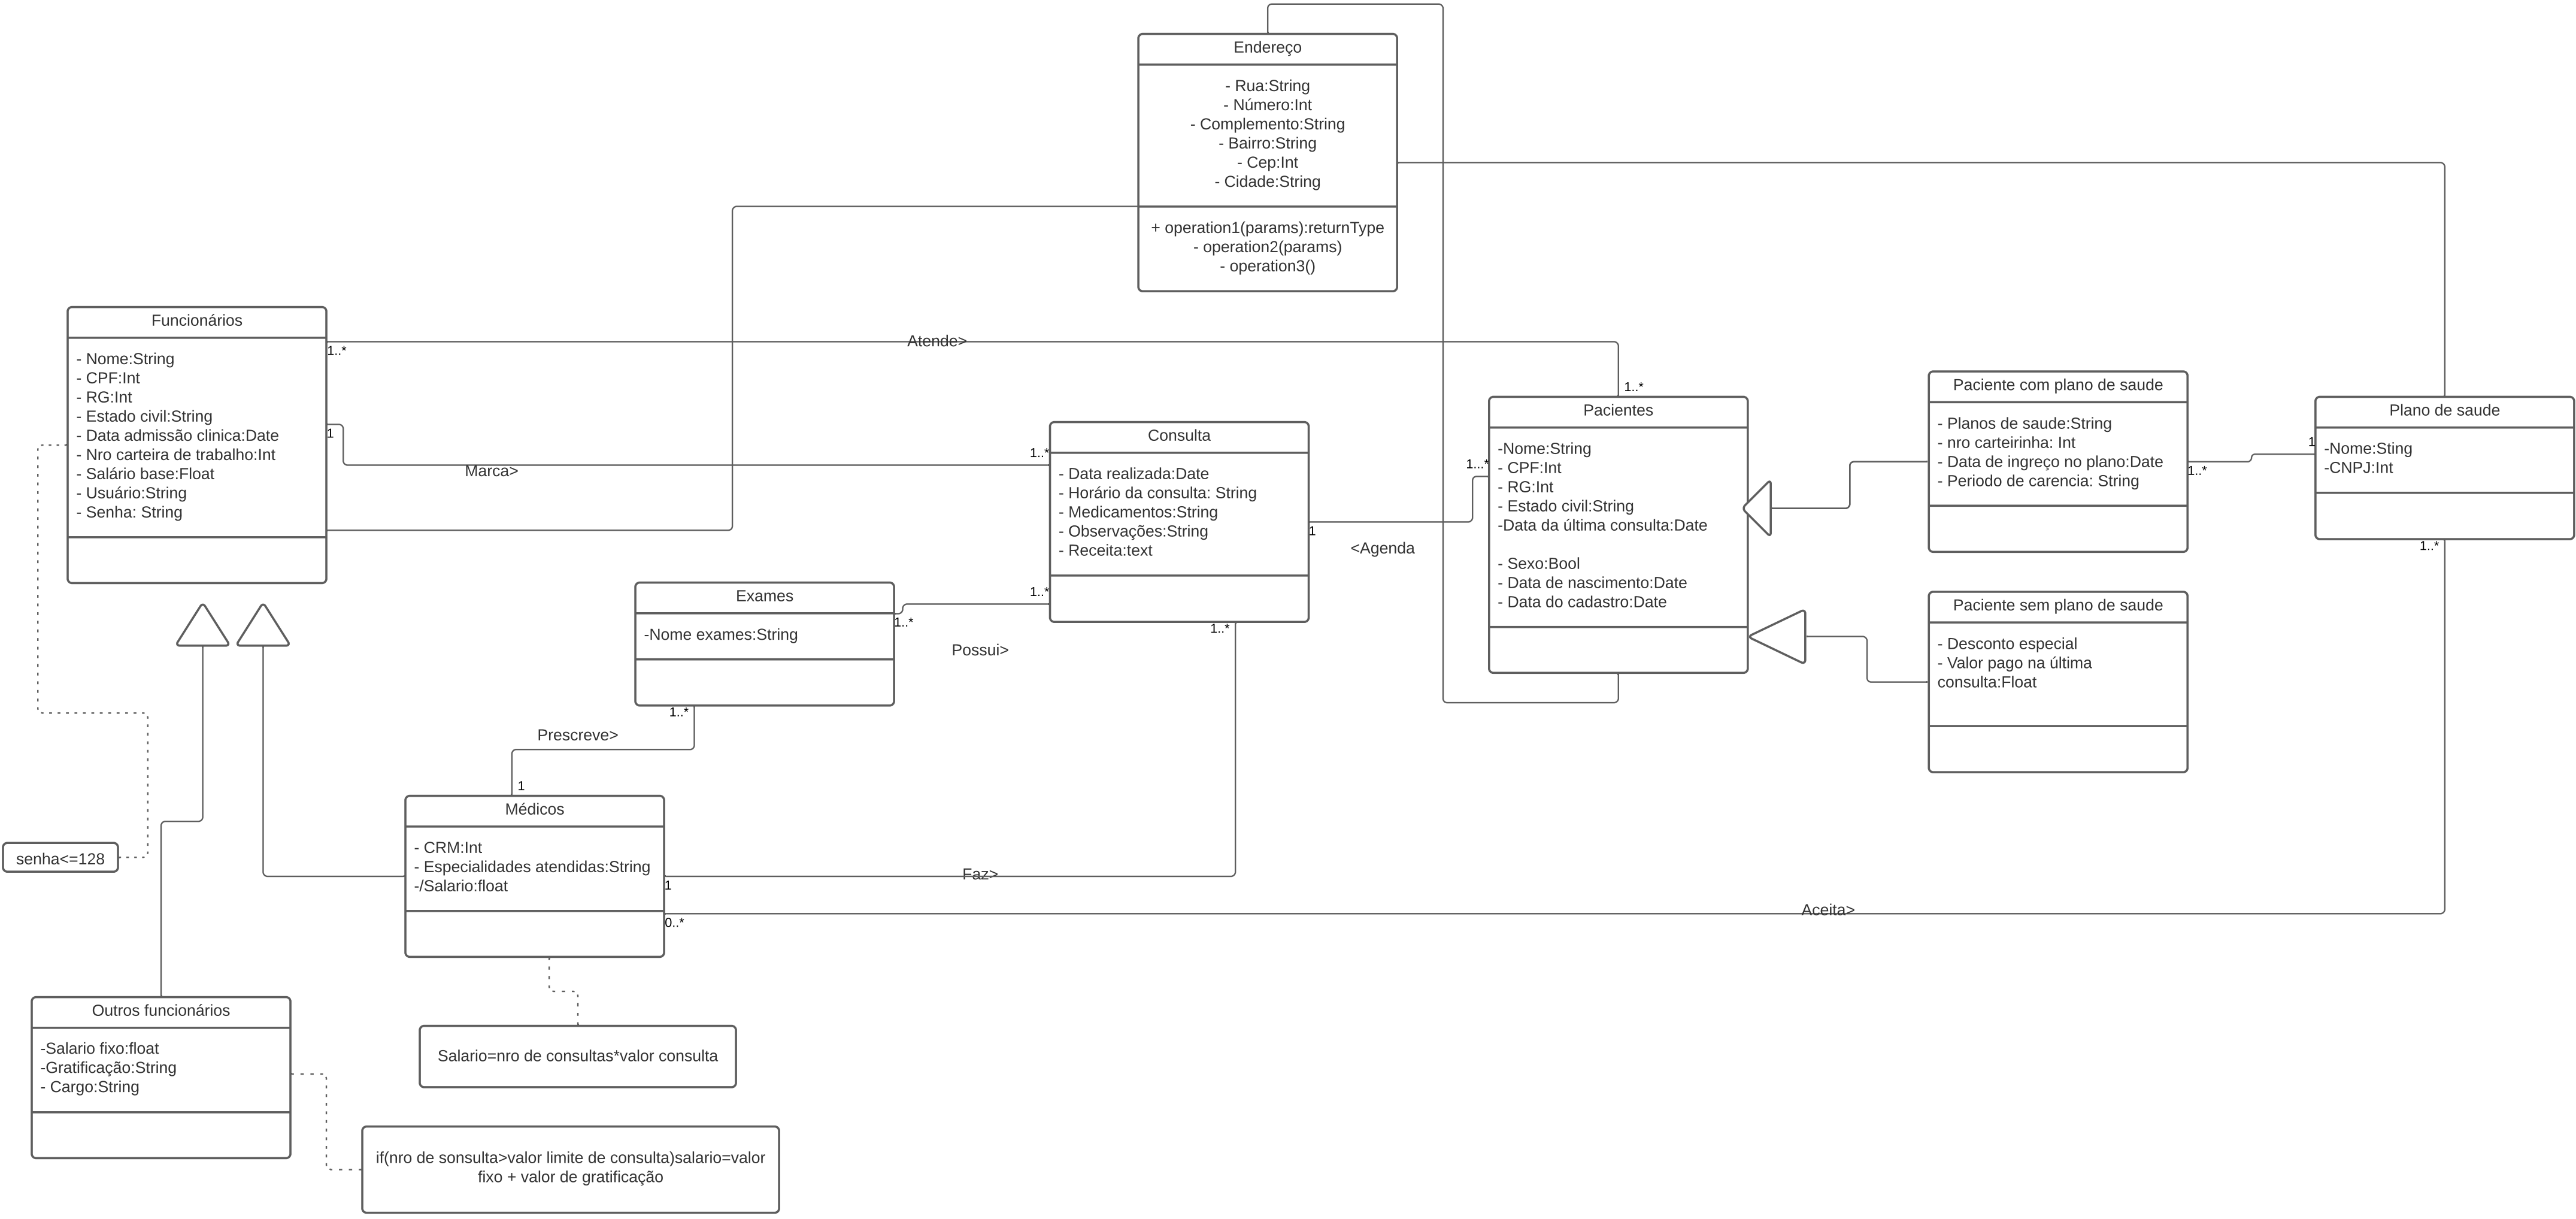 Endereço
- Rua:String
- Número:Int
- Complemento:String
- Bairro:String
- Cep:Int
- Cidade:String
+ operation1(params):returnType
- operation2(params)
- operation3()
Funcionários
- Nome:String
- CPF:Int
- RG:Int
- Estado civil:String
- Data admissão clinica:Date
- Nro carteira de trabalho:Int
- Salário base:Float
- Usuário:String
- Senha: String
1..*
Atende>
1..*
1
Marca>
1..*
Consulta
- Data realizada:Date
- Horário da consulta: String
- Medicamentos:String
- Observações:String
- Receita:text
1
<Agenda
1...*
Pacientes
-Nome:String
- CPF:Int
- RG:Int
- Estado civil:String
-Data da última consulta:Date
- Sexo:Bool
- Data de nascimento:Date
- Data do cadastro:Date
Paciente com plano de saude
- Planos de saude:String
- nro carteirinha: Int
- Data de ingreço no plano:Date
- Periodo de carencia: String
1..*
1
Plano de saude
-Nome:Sting
-CNPJ:Int
1..*
Paciente sem plano de saude
- Desconto especial
- Valor pago na última
consulta:Float
Exames
-Nome exames:String
1..*
Possui>
1..*
1..*
1..*
Prescreve>
1
Médicos
- CRM:Int
- Especialidades atendidas:String
-/Salario:float
1
Faz>
0..*
Aceita>
senha<=128
Outros funcionários
-Salario fixo:float
-Gratificação:String
- Cargo:String
Salario=nro de consultas*valor consulta
if(nro de sonsulta>valor limite de consulta)salario=valor
fixo + valor de gratificação